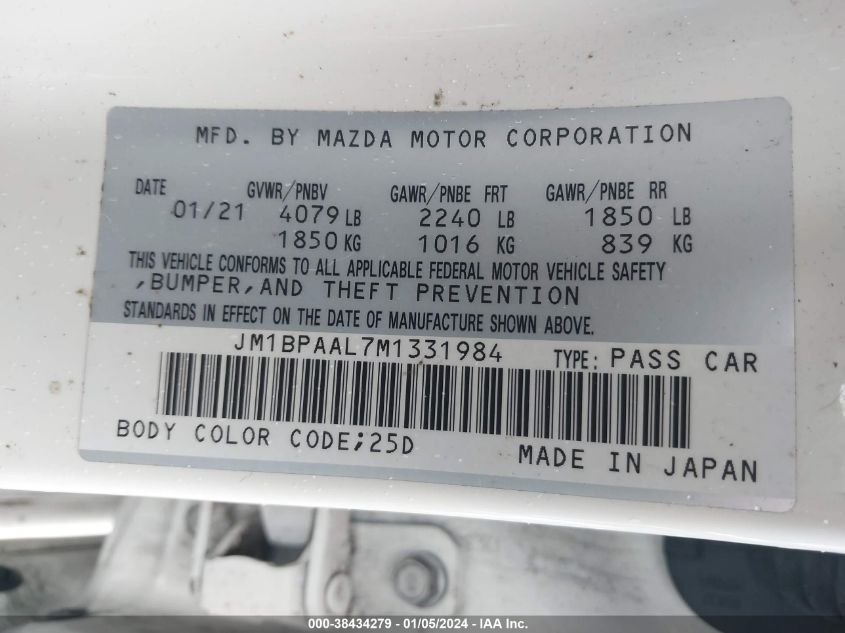 MFD. BY MAZDA MOTOR CORPORATION
DATE GVWR/PNBV GAWR/PNBE FRT GAWR/PNBE RR
01/21 4079 LB 2240 LB 1850 LB
1850 KG 1016 KG 839 KG
THIS VEHICLE CONFORMS TO ALL APPLICABLE FEDERAL MOTOR VEHICLE SAFETY
,BUMPER,AND THEFT PREVENTION
STANDARDS IN EFFECT ON THE DATE OF MANUFACTURE SHOWN ABOVE.
JM1BPAAL7M1331984 TYPE: PASS CAR
BODY COLOR CODE;25D
MADE IN JAPAN
000-38434279 - 01/05/2024 - IAA Inc.